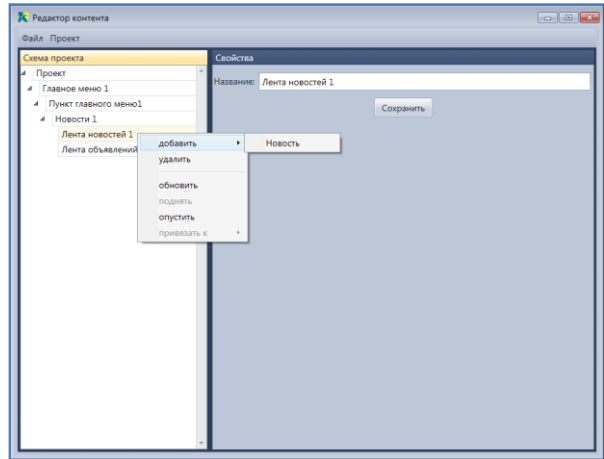 Редактор контента
Файл Проект
Схема проекта
Свойства
Проект
Главное меню 1
Пункт главного меню1
Новости 1
Лента новостей 1
Лента объявлений
Название: Лента новостей 1
Сохранить
добавить
Новость
удалить
обновить
поднять
опустить
привязать к